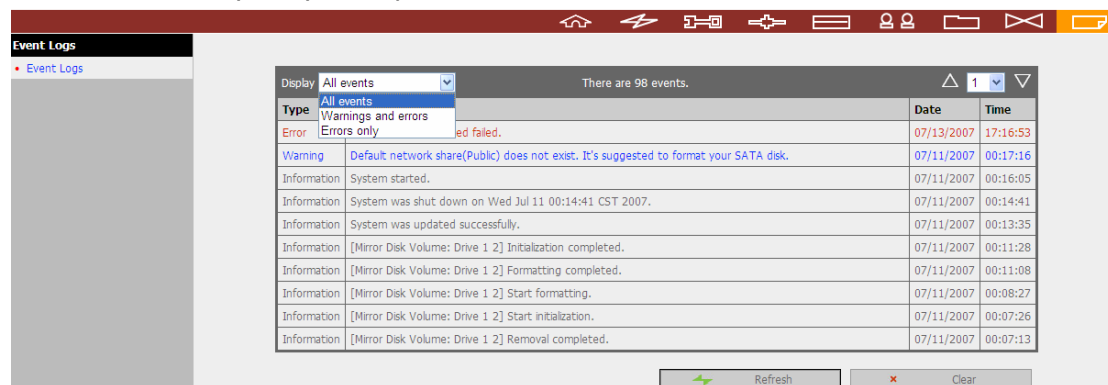 Event Logs
• Event Logs
Display All events There are 98 events. 1
All events
Warnings and errors
Errors only
Type Date Time
Error ed failed. 07/13/2007 17:16:53
Warning Default network share(Public) does not exist. It's suggested to format your SATA disk. 07/11/2007 00:17:16
Information System started. 07/11/2007 00:16:05
Information System was shut down on Wed Jul 11 00:14:41 CST 2007. 07/11/2007 00:14:41
Information System was updated successfully. 07/11/2007 00:13:35
Information [Mirror Disk Volume: Drive 1 2] Initialization completed. 07/11/2007 00:11:28
Information [Mirror Disk Volume: Drive 1 2] Formatting completed. 07/11/2007 00:11:08
Information [Mirror Disk Volume: Drive 1 2] Start formatting. 07/11/2007 00:08:27
Information [Mirror Disk Volume: Drive 1 2] Start initialization. 07/11/2007 00:07:26
Information [Mirror Disk Volume: Drive 1 2] Removal completed. 07/11/2007 00:07:13
Refresh Clear